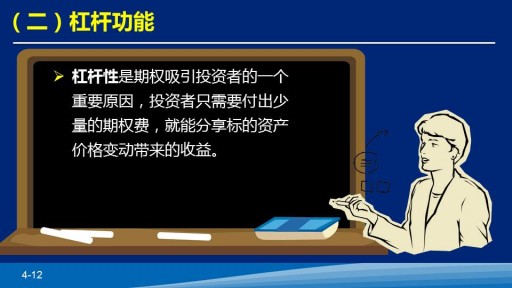 （二）杠杆功能
杠杆性是期权吸引投资者的一个
重要原因，投资者只需要付出少
量的期权费，就能分享标的资产
价格变动带来的收益。
4-12